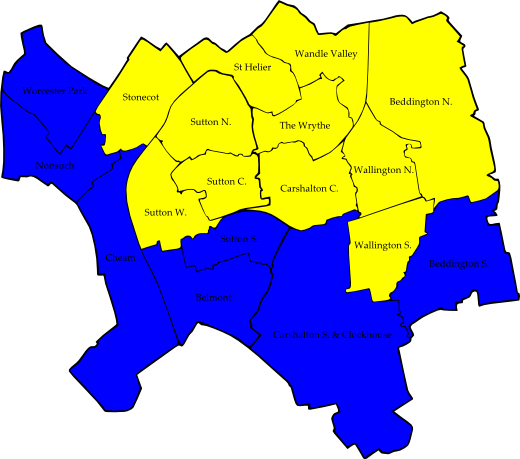 Wandle Valley
St Helier
Worcester Park
Stonecot
Beddington N.
Sutton N.
The Wrythe
Nonsuch
Wallington N.
Sutton C.
Carshalton C.
Sutton W.
Sutton S.
Wallington S.
Cheam
Beddington S.
Belmont
Carshalton S. & Clockhouse